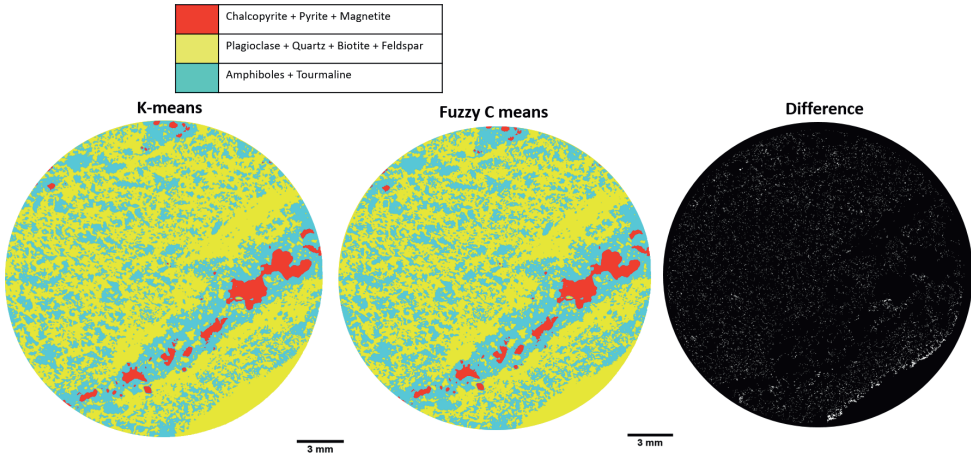 Chalcopyrite + Pyrite + Magnetite
Plagioclase + Quartz + Biotite + Feldspar
Amphiboles + Tourmaline
K-means
Fuzzy C means
Difference
3 mm
3 mm